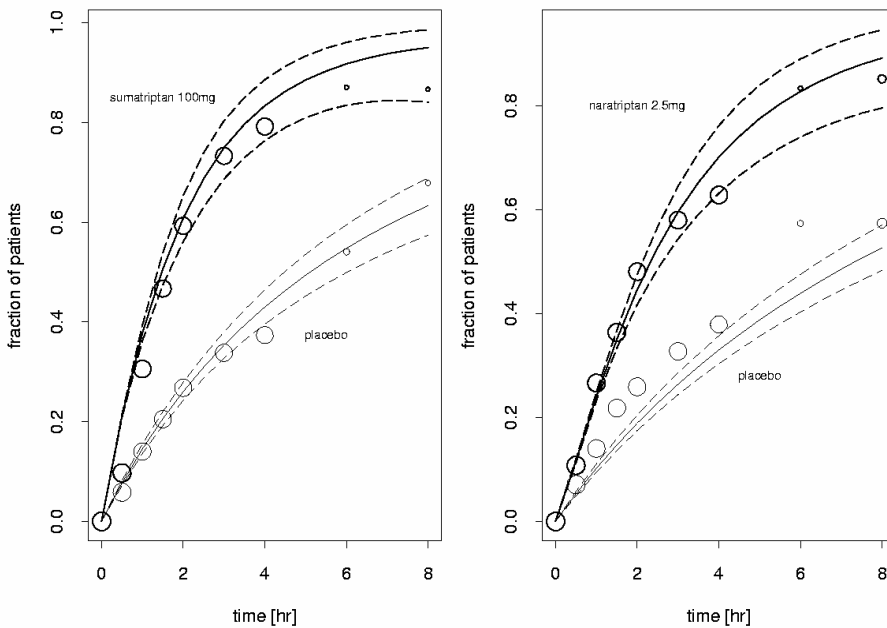 1.0
sumatriptan 100mg
0.8
0.6
fraction of patients
0.4
placebo
0.2
0.0
0 2 4 6 8
time [hr]
naratriptan 2.5mg
0.8
0.6
fraction of patients
0.4
placebo
0.2
0.0
0 2 4 6 8
time [hr]